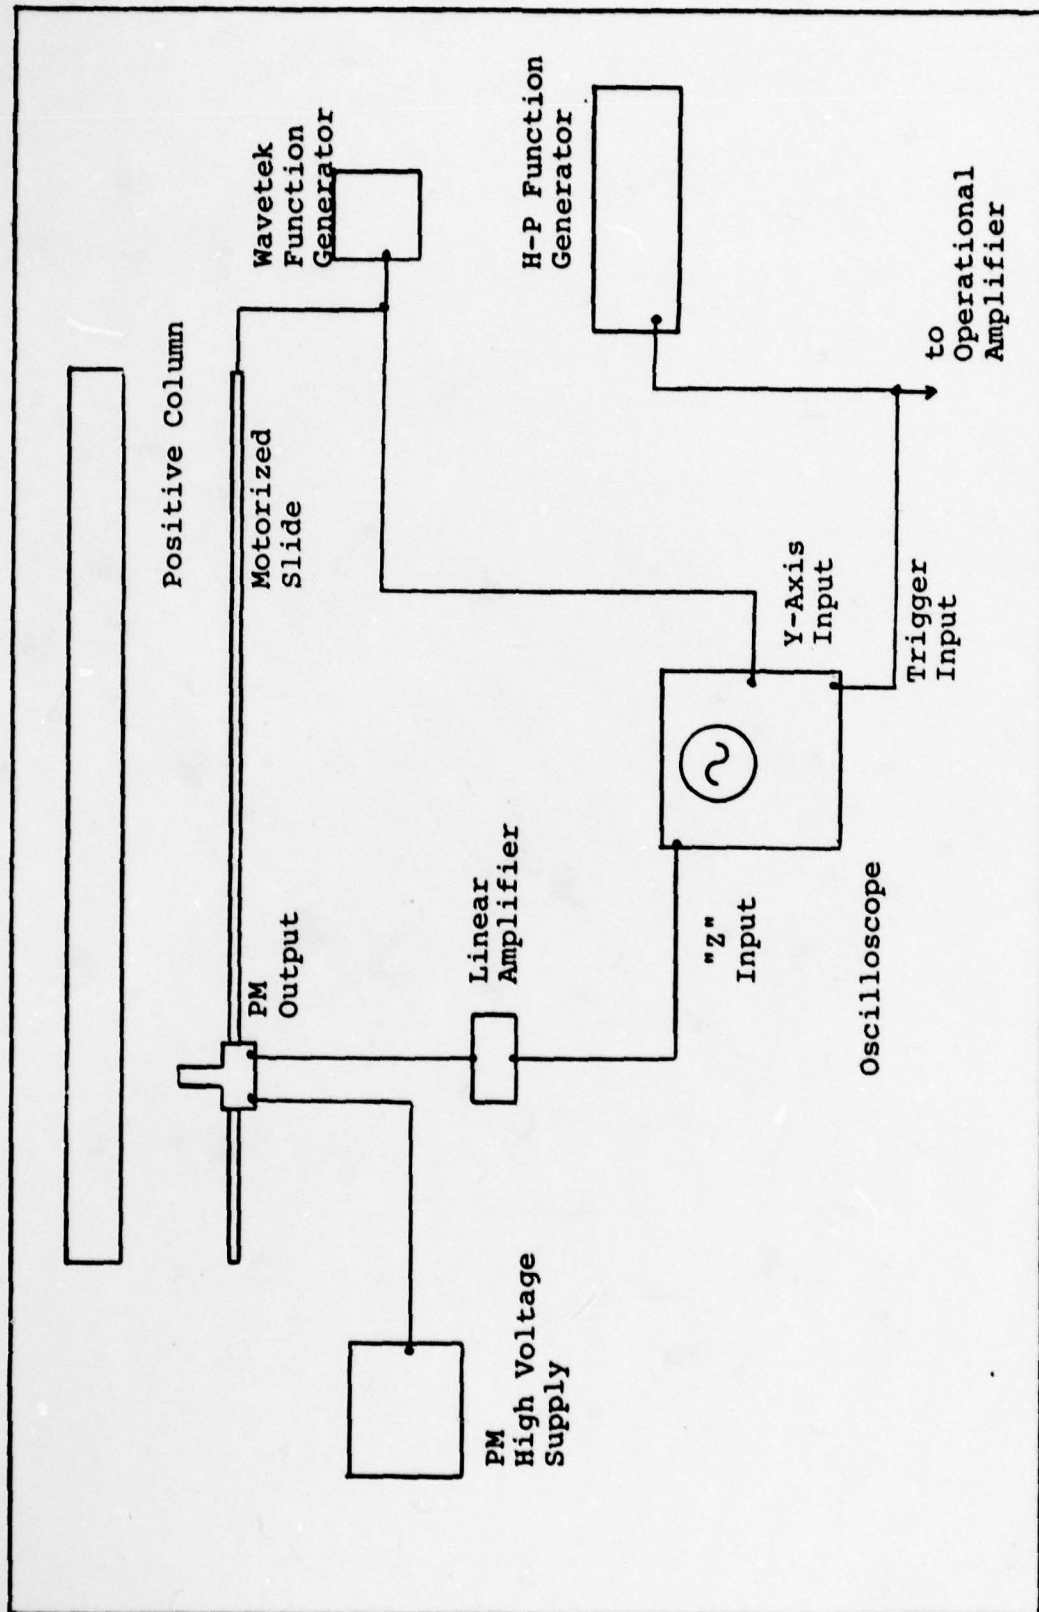 Positive Column
Motorized
Slide
Wavetek
Function
Generator
PM
Output
PM
High Voltage
Supply
Linear
Amplifier
H-P Function
Generator
"Z"
Input
Y-Axis
Input
Trigger
Input
Oscilloscope
to
Operational
Amplifier